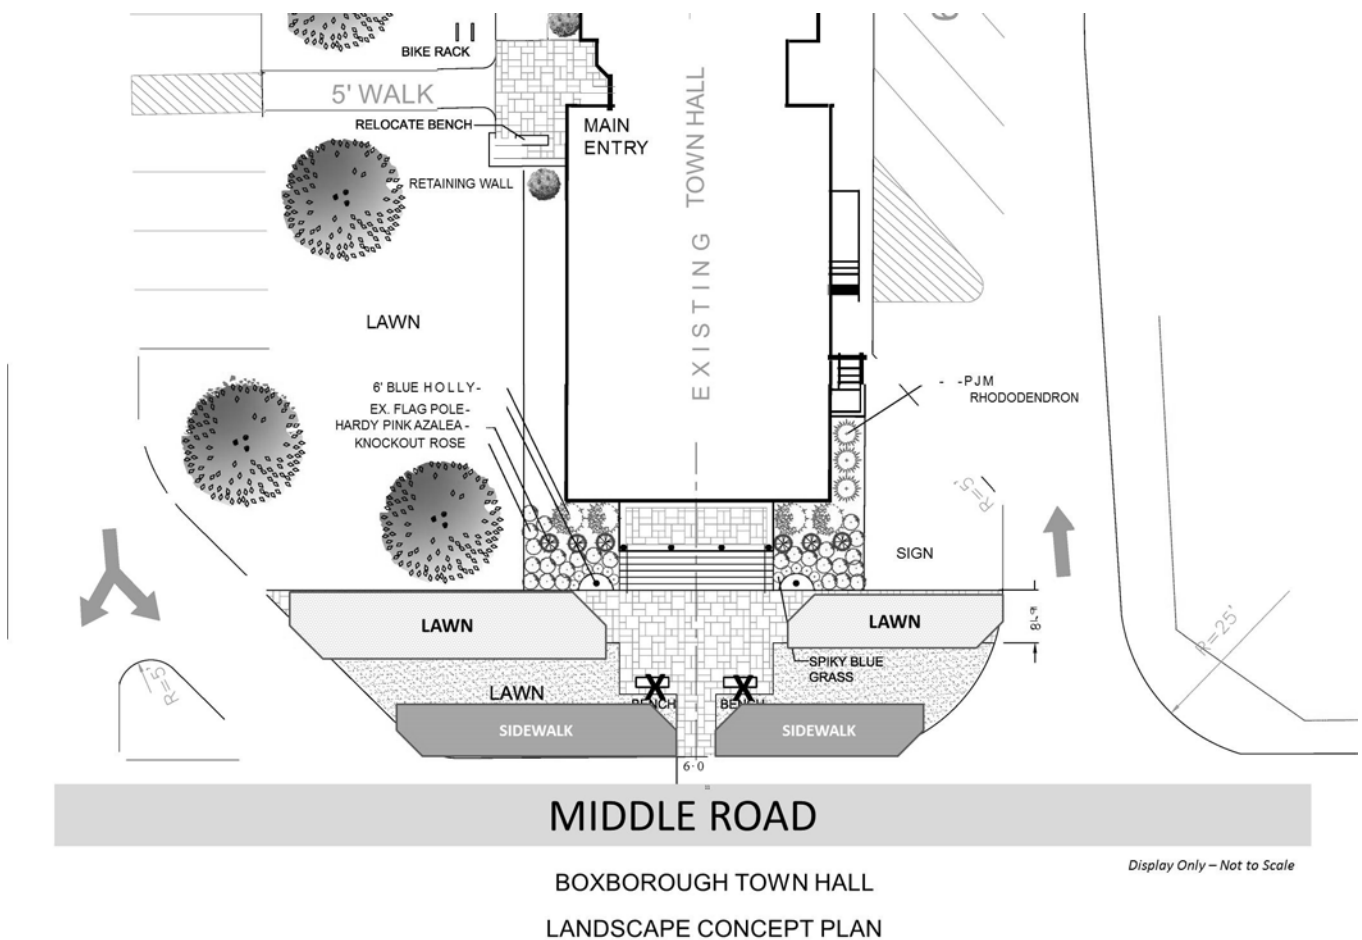 BIKE RACK
5' WALK
RELOCATE BENCH
MAIN
ENTRY
RETAINING WALL
EXISTING TOWN HALL
LAWN
6' BLUE HOLLY-
EX. FLAG POLE-
HARDY PINK AZALEA -
KNOCKOUT ROSE
- -PJM
RHODODENDRON
R=5'
SIGN
LAWN
LAWN
R=25'
SPIKY BLUE
GRASS
R=5'
LAWN
BENCH
BENCH
SIDEWALK
SIDEWALK
6-0
MIDDLE ROAD
Display Only – Not to Scale
BOXBOROUGH TOWN HALL
LANDSCAPE CONCEPT PLAN